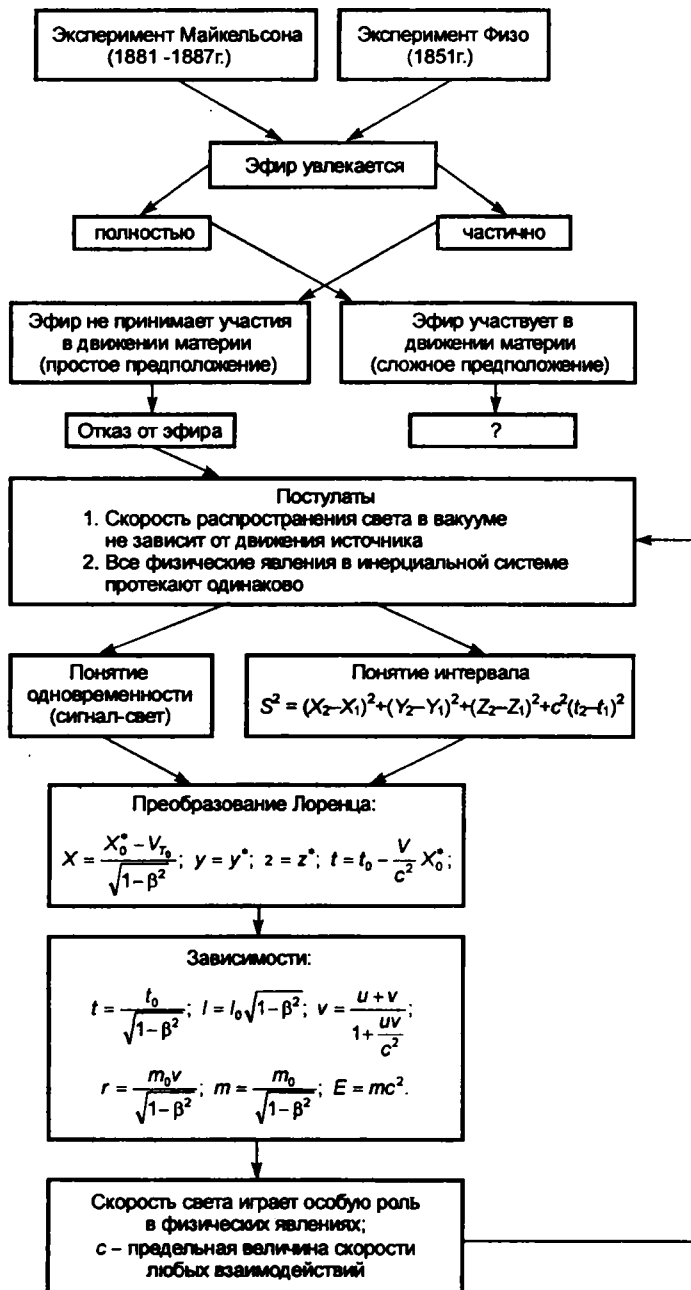 Эксперимент Майкельсона
(1881 -1887г.)
Эксперимент Физо
(1851г.)
Эфир увлекается
полностью
частично
Эфир не принимает участия
в движении материи
(простое предположение)
Эфир участвует в
движении материи
(сложное предположение)
Отказ от эфира
?
Постулаты
1. Скорость распространения света в вакууме
не зависит от движения источника
2. Все физические явления в инерциальной системе
протекают одинаково
Понятие
одновременности
(сигнал-свет)
Понятие интервала
S² = (X₂–X₁)²+(Y₂–Y₁)²+(Z₂–Z₁)²+c²(t₂–t₁)²
Преобразование Лоренца:
X = (X₀* – V_{T₀})/√(1–β²); y = y*; z = z*; t = t₀ – (V/c²) X₀*;
Зависимости:
t = t₀/√(1–β²); l = l₀√(1–β²); v = (u + v)/(1 + uv/c²);
r = m₀v/√(1–β²); m = m₀/√(1–β²); E = mc².
Скорость света играет особую роль
в физических явлениях;
c – предельная величина скорости
любых взаимодействий